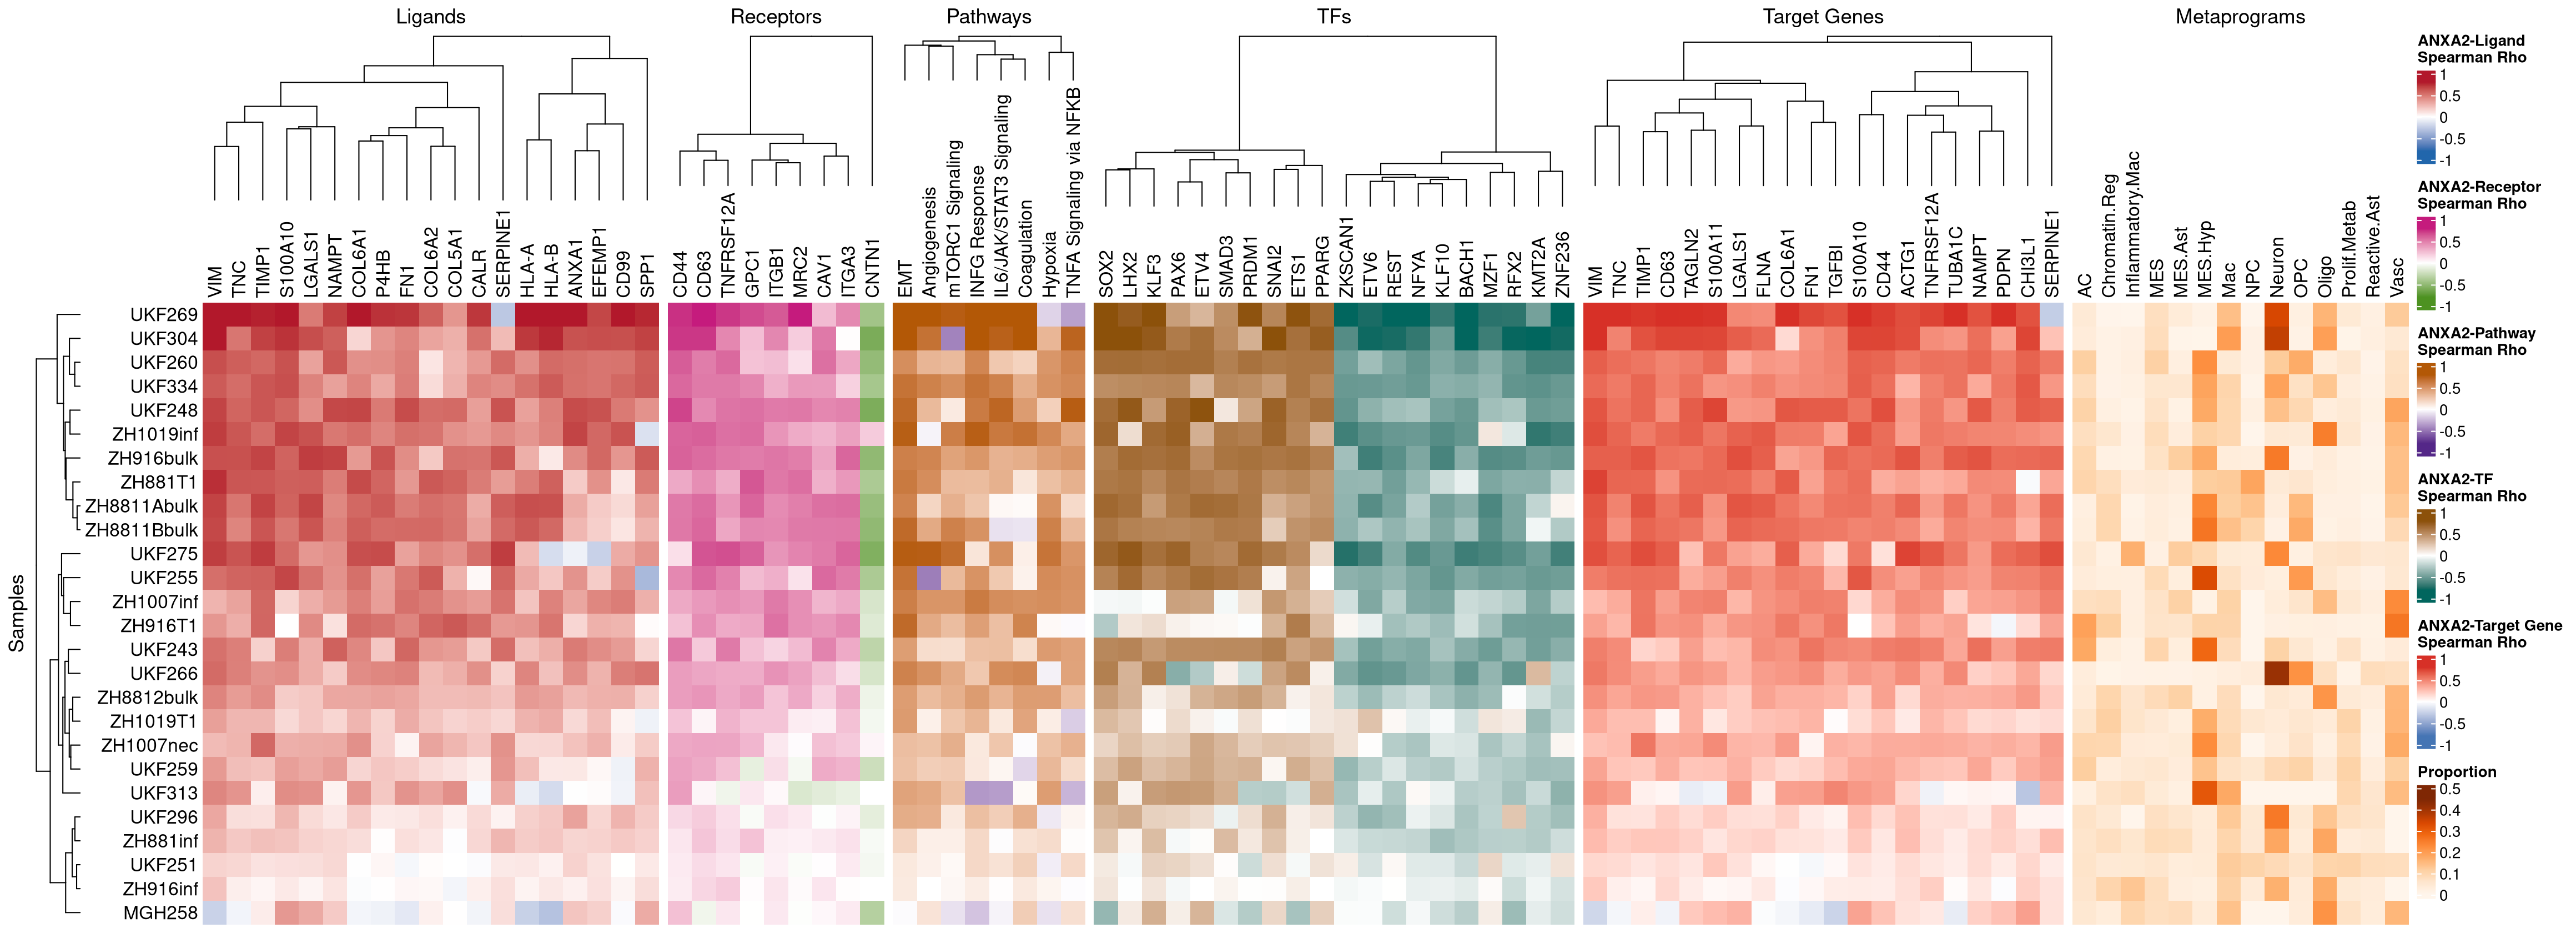 Ligands
Receptors
Pathways
TFs
Target Genes
Metaprograms
VIM
TNC
TIMP1
S100A10
LGALS1
NAMPT
COL6A1
P4HB
FN1
COL6A2
COL5A1
CALR
SERPINE1
HLA-A
HLA-B
ANXA1
EFEMP1
CD99
SPP1
CD44
CD63
TNFRSF12A
GPC1
ITGB1
MRC2
CAV1
ITGA3
CNTN1
EMT
Angiogenesis
mTORC1 Signaling
INFG Response
IL6/JAK/STAT3 Signaling
Coagulation
Hypoxia
TNFA Signaling via NFKB
SOX2
LHX2
KLF3
PAX6
ETV4
SMAD3
PRDM1
SNAI2
ETS1
PPARG
ZKSCAN1
ETV6
REST
NFYA
KLF10
BACH1
MZF1
RFX2
KMT2A
ZNF236
VIM
TNC
TIMP1
CD63
TAGLN2
S100A11
LGALS1
FLNA
COL6A1
FN1
TGFBI
S100A10
CD44
ACTG1
TNFRSF12A
TUBA1C
NAMPT
PDPN
CHI3L1
SERPINE1
AC
Chromatin.Reg
Inflammatory.Mac
MES
MES.Ast
MES.Hyp
Mac
NPC
Neuron
OPC
Oligo
Prolif.Metab
Reactive.Ast
Vasc
Samples
UKF269
UKF304
UKF260
UKF334
UKF248
ZH1019inf
ZH916bulk
ZH881T1
ZH8811Abulk
ZH8811Bbulk
UKF275
UKF255
ZH1007inf
ZH916T1
UKF243
UKF266
ZH8812bulk
ZH1019T1
ZH1007nec
UKF259
UKF313
UKF296
ZH881inf
UKF251
ZH916inf
MGH258
ANXA2-Ligand
Spearman Rho
1
0.5
0
-0.5
-1
ANXA2-Receptor
Spearman Rho
1
0.5
0
-0.5
-1
ANXA2-Pathway
Spearman Rho
1
0.5
0
-0.5
-1
ANXA2-TF
Spearman Rho
1
0.5
0
-0.5
-1
ANXA2-Target Gene
Spearman Rho
1
0.5
0
-0.5
-1
Proportion
0.5
0.4
0.3
0.2
0.1
0